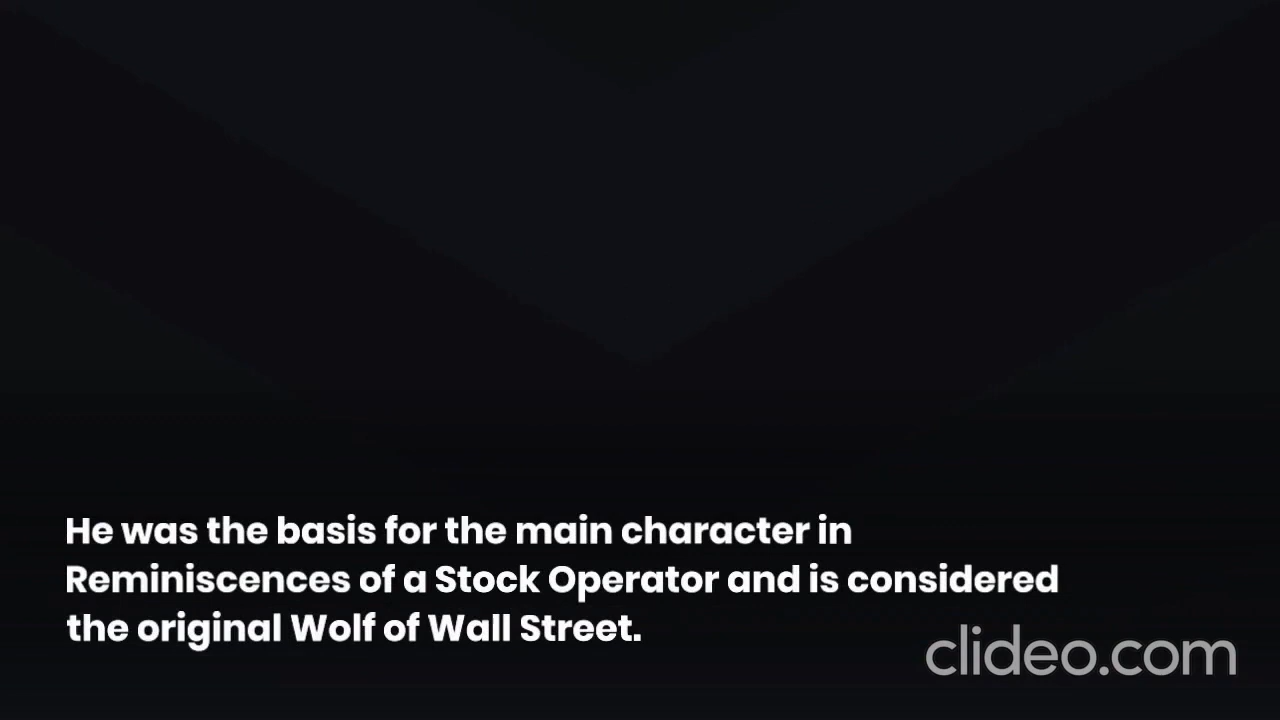 He was the basis for the main character in
Reminiscences of a Stock Operator and is considered
the original Wolf of Wall Street.
clideo.com